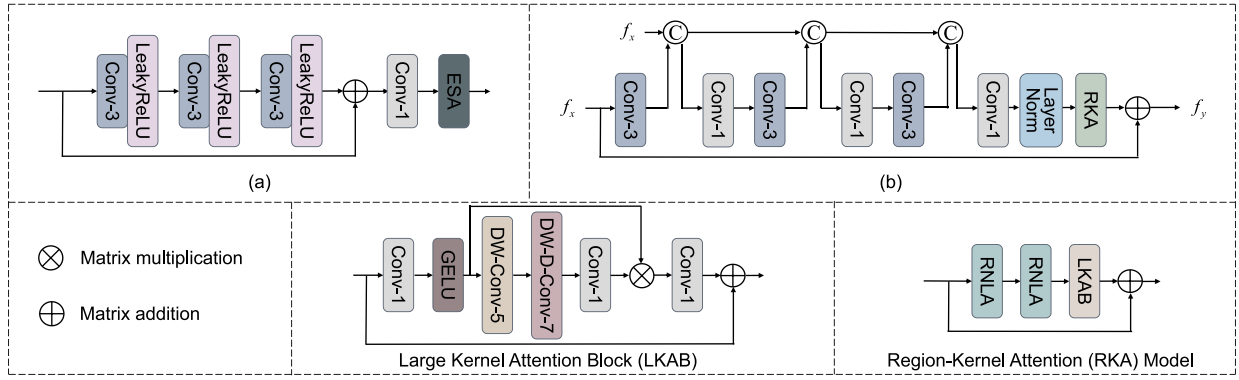 Conv-3
LeakyReLU
Conv-3
LeakyReLU
Conv-3
LeakyReLU
Conv-1
ESA
(a)
f_x
C
C
C
f_x
Conv-3
Conv-1
Conv-3
Conv-1
Conv-3
Conv-1
Layer
Norm
RKA
f_y
(b)
Matrix multiplication
Matrix addition
Conv-1
GELU
DW-Conv-5
DW-D-Conv-7
Conv-1
Conv-1
Large Kernel Attention Block (LKAB)
RNLA
RNLA
LKAB
Region-Kernel Attention (RKA) Model